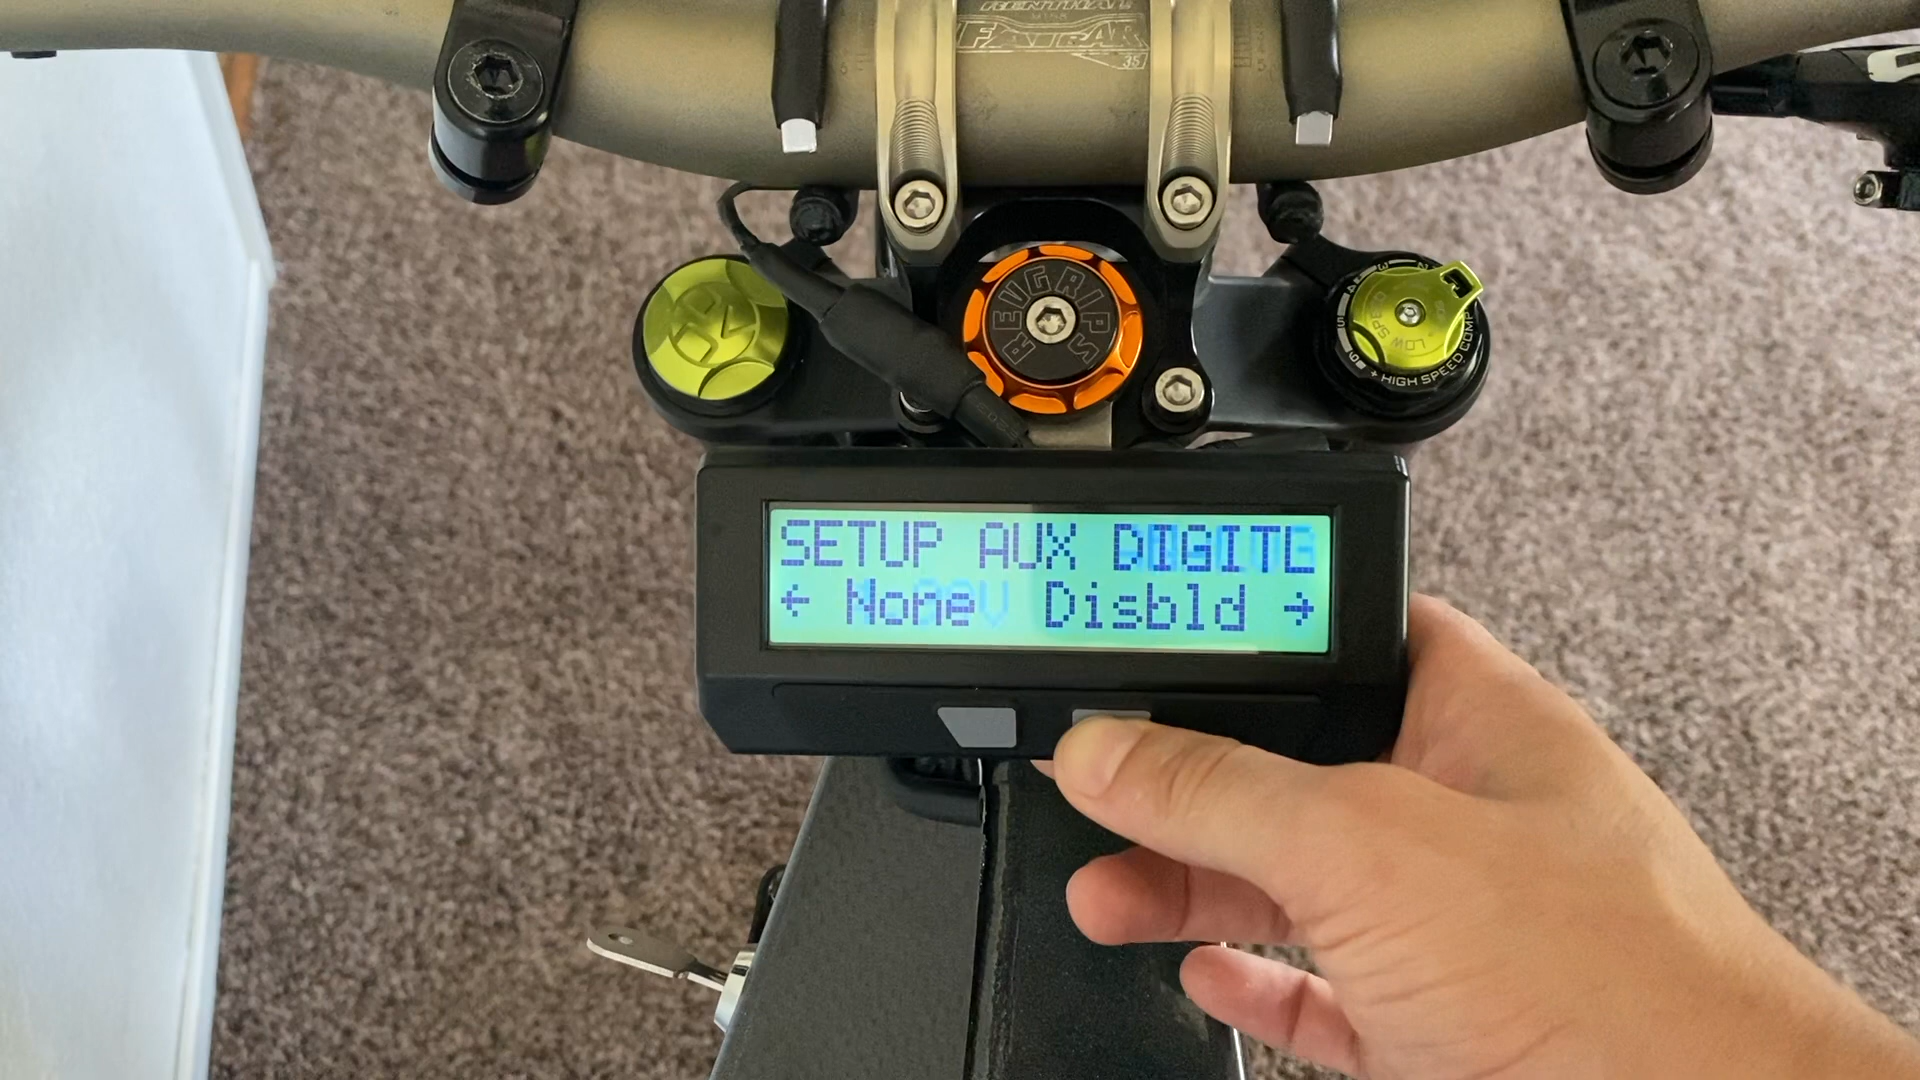 RENTHAL
FATBAR
35
REVGRIPS
LOW SPEED
+ HIGH SPEED COMP
SETUP AUX
← None Disbld →